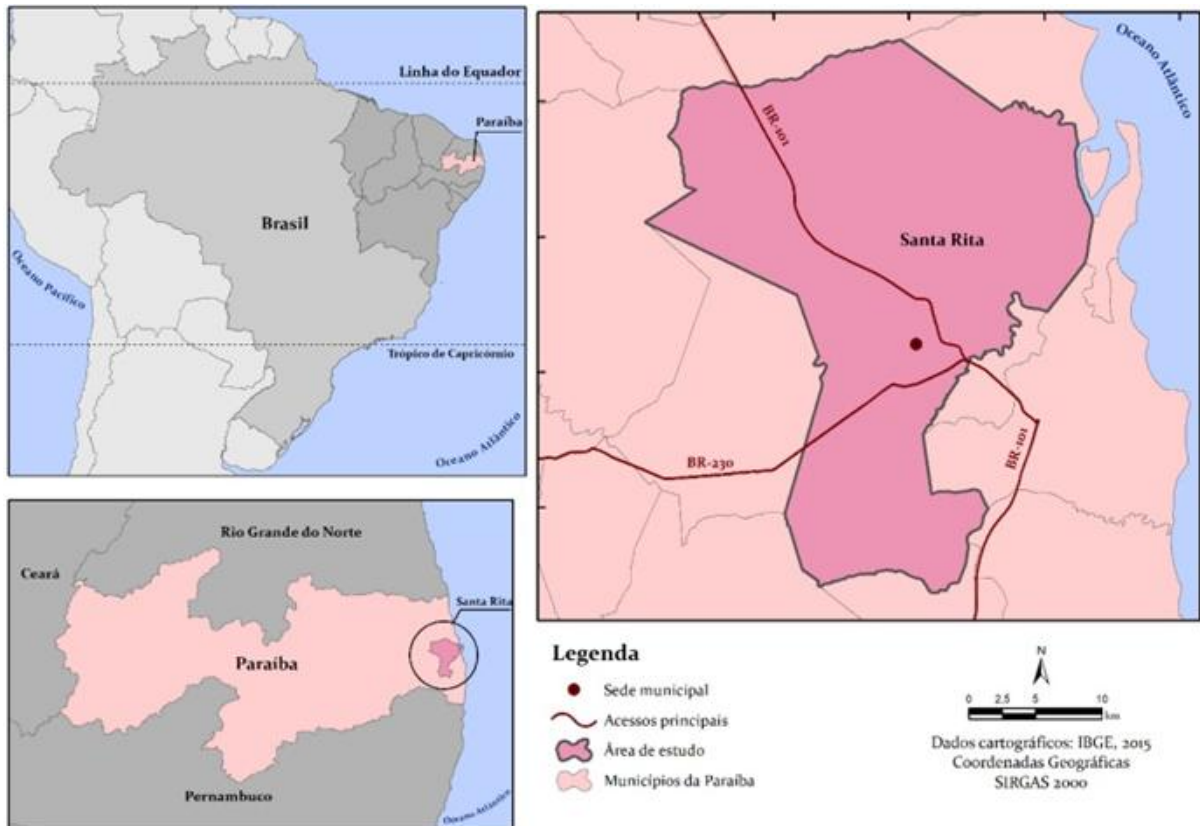 Linha do Equador
Paraíba
Brasil
Oceano Pacífico
Trópico de Capricórnio
Oceano Atlântico
Rio Grande do Norte
Ceará
Santa Rita
Paraíba
Pernambuco
Oceano Atlântico
Oceano Atlântico
BR-101
Santa Rita
BR-230
BR-101
Legenda
Sede municipal
Acessos principais
Área de estudo
Municípios da Paraíba
N
0 2,5 5 10
km
Dados cartográficos: IBGE, 2015
Coordenadas Geográficas
SIRGAS 2000